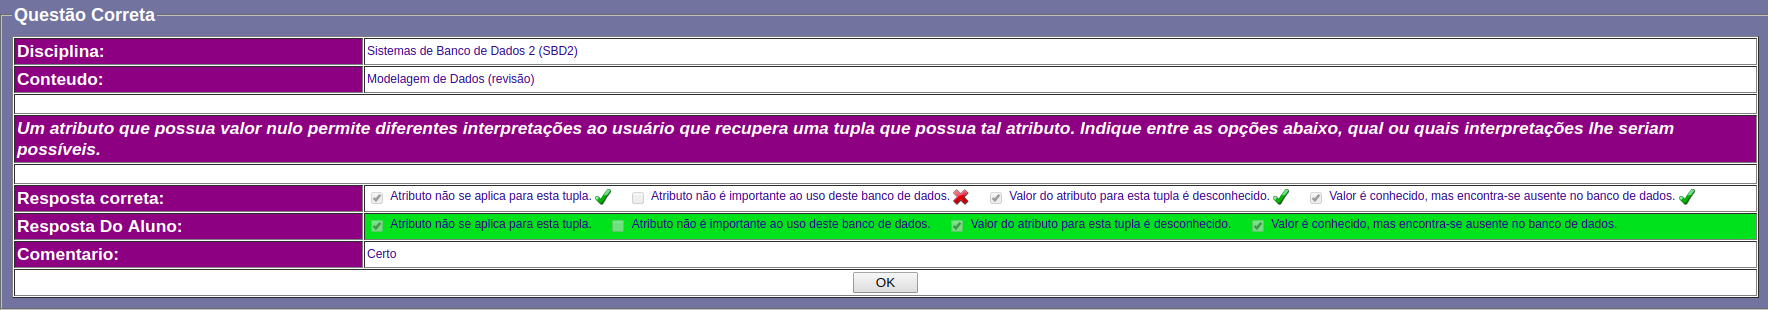 Questão Correta
Disciplina: Sistemas de Banco de Dados 2 (SBD2)
Conteudo: Modelagem de Dados (revisão)
Um atributo que possua valor nulo permite diferentes interpretações ao usuário que recupera uma tupla que possua tal atributo. Indique entre as opções abaixo, qual ou quais interpretações lhe seriam
possíveis.
Resposta correta: Atributo não se aplica para esta tupla. Atributo não é importante ao uso deste banco de dados. Valor do atributo para esta tupla é desconhecido. Valor é conhecido, mas encontra-se ausente no banco de dados.
Resposta Do Aluno: Atributo não se aplica para esta tupla. Atributo não é importante ao uso deste banco de dados. Valor do atributo para esta tupla é desconhecido. Valor é conhecido, mas encontra-se ausente no banco de dados.
Comentario: Certo
OK